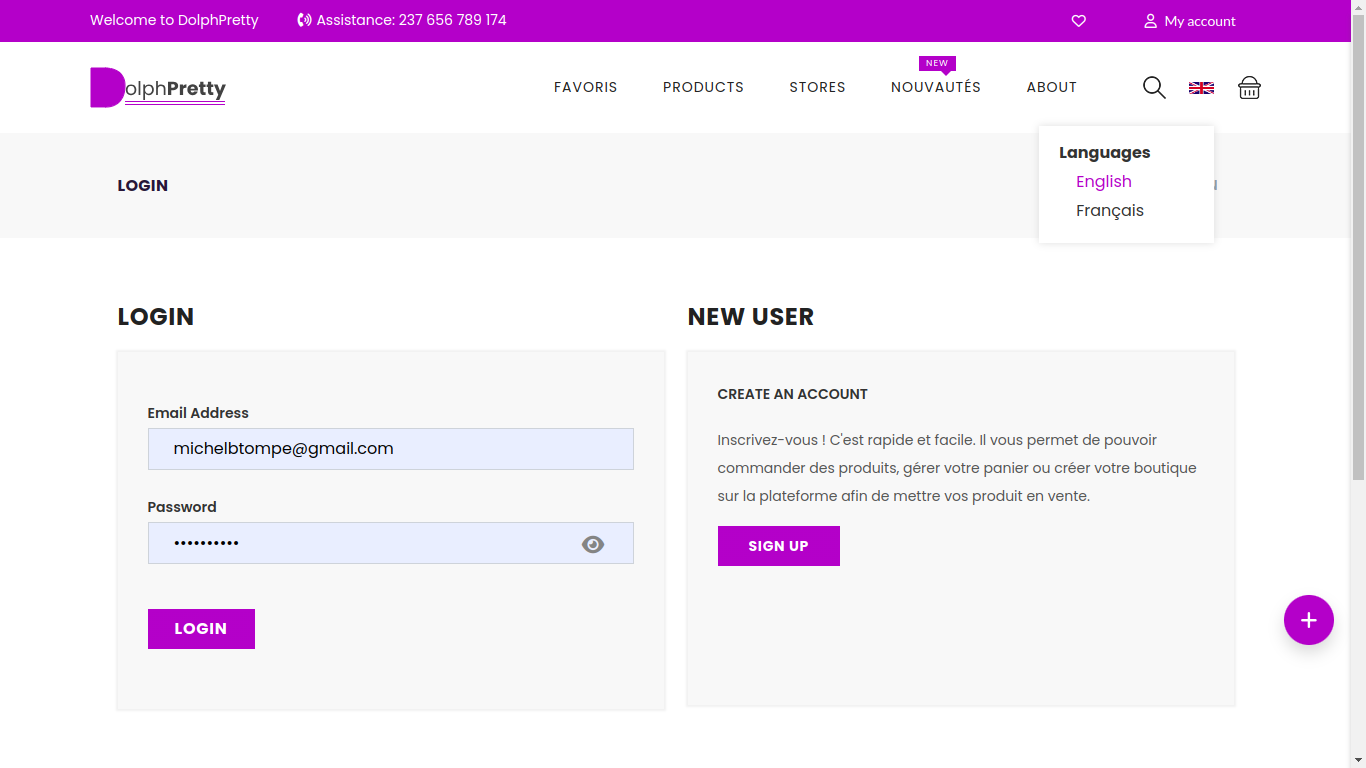 Welcome to DolphPretty
Assistance: 237 656 789 174
My account
DolphPretty
FAVORIS
PRODUCTS
STORES
NEW
NOUVAUTÉS
ABOUT
LOGIN
Languages
English
Français
LOGIN
Email Address
michelbtompe@gmail.com
Password
LOGIN
NEW USER
CREATE AN ACCOUNT
Inscrivez-vous ! C'est rapide et facile. Il vous permet de pouvoir
commander des produits, gérer votre panier ou créer votre boutique
sur la plateforme afin de mettre vos produit en vente.
SIGN UP